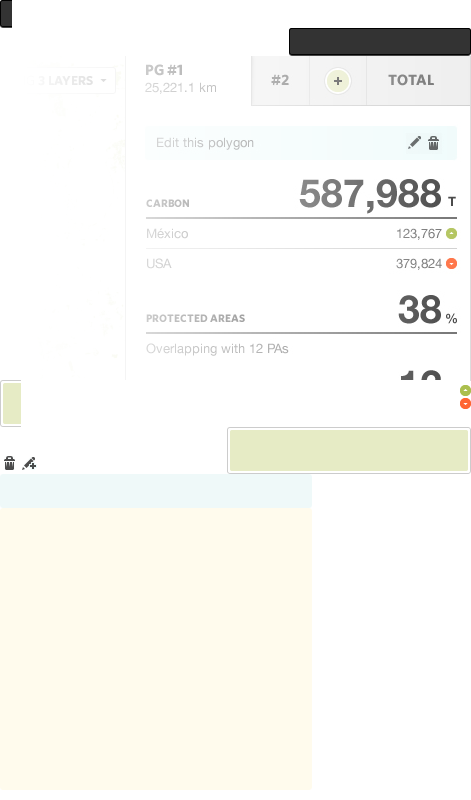 3 LAYERS
PG #1
25,221.1 km
#2
TOTAL
Edit this polygon
CARBON
587,988 T
México
123,767
USA
379,824
PROTECTED AREAS
38 %
Overlapping with 12 PAs